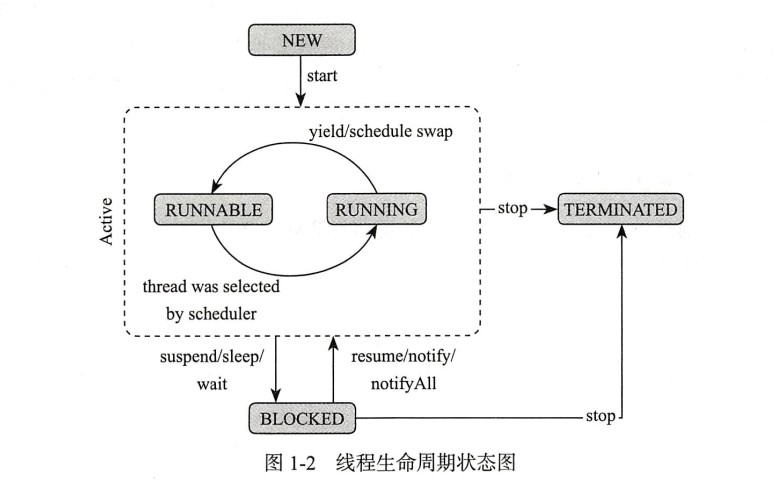 NEW
start
yield/schedule swap
Active
RUNNABLE
RUNNING
stop
TERMINATED
thread was selected
by scheduler
suspend/sleep/
wait
resume/notify/
notifyAll
BLOCKED
stop
图 1-2 线程生命周期状态图